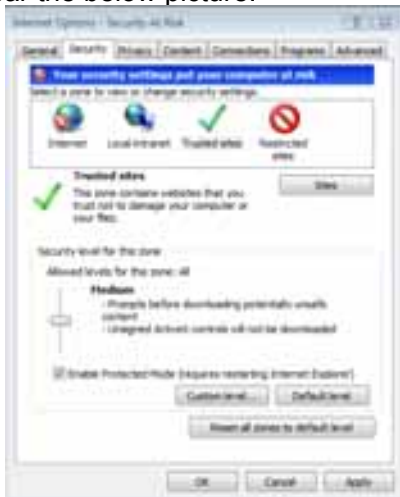 the below picture.
Internet Options - Security At Risk
General Security Privacy Content Connections Programs Advanced
Your security settings put your computer at risk
Select a zone to view or change security settings.
Internet Local intranet Trusted sites Restricted
sites
Trusted sites
This zone contains websites that you
trust not to damage your computer or
your files.
Sites
Security level for this zone
Allowed levels for this zone: All
Medium
- Prompts before downloading potentially unsafe
content
- Unsigned ActiveX controls will not be downloaded
Enable Protected Mode (requires restarting Internet Explorer)
Custom level... Default level
Reset all zones to default level
OK Cancel Apply